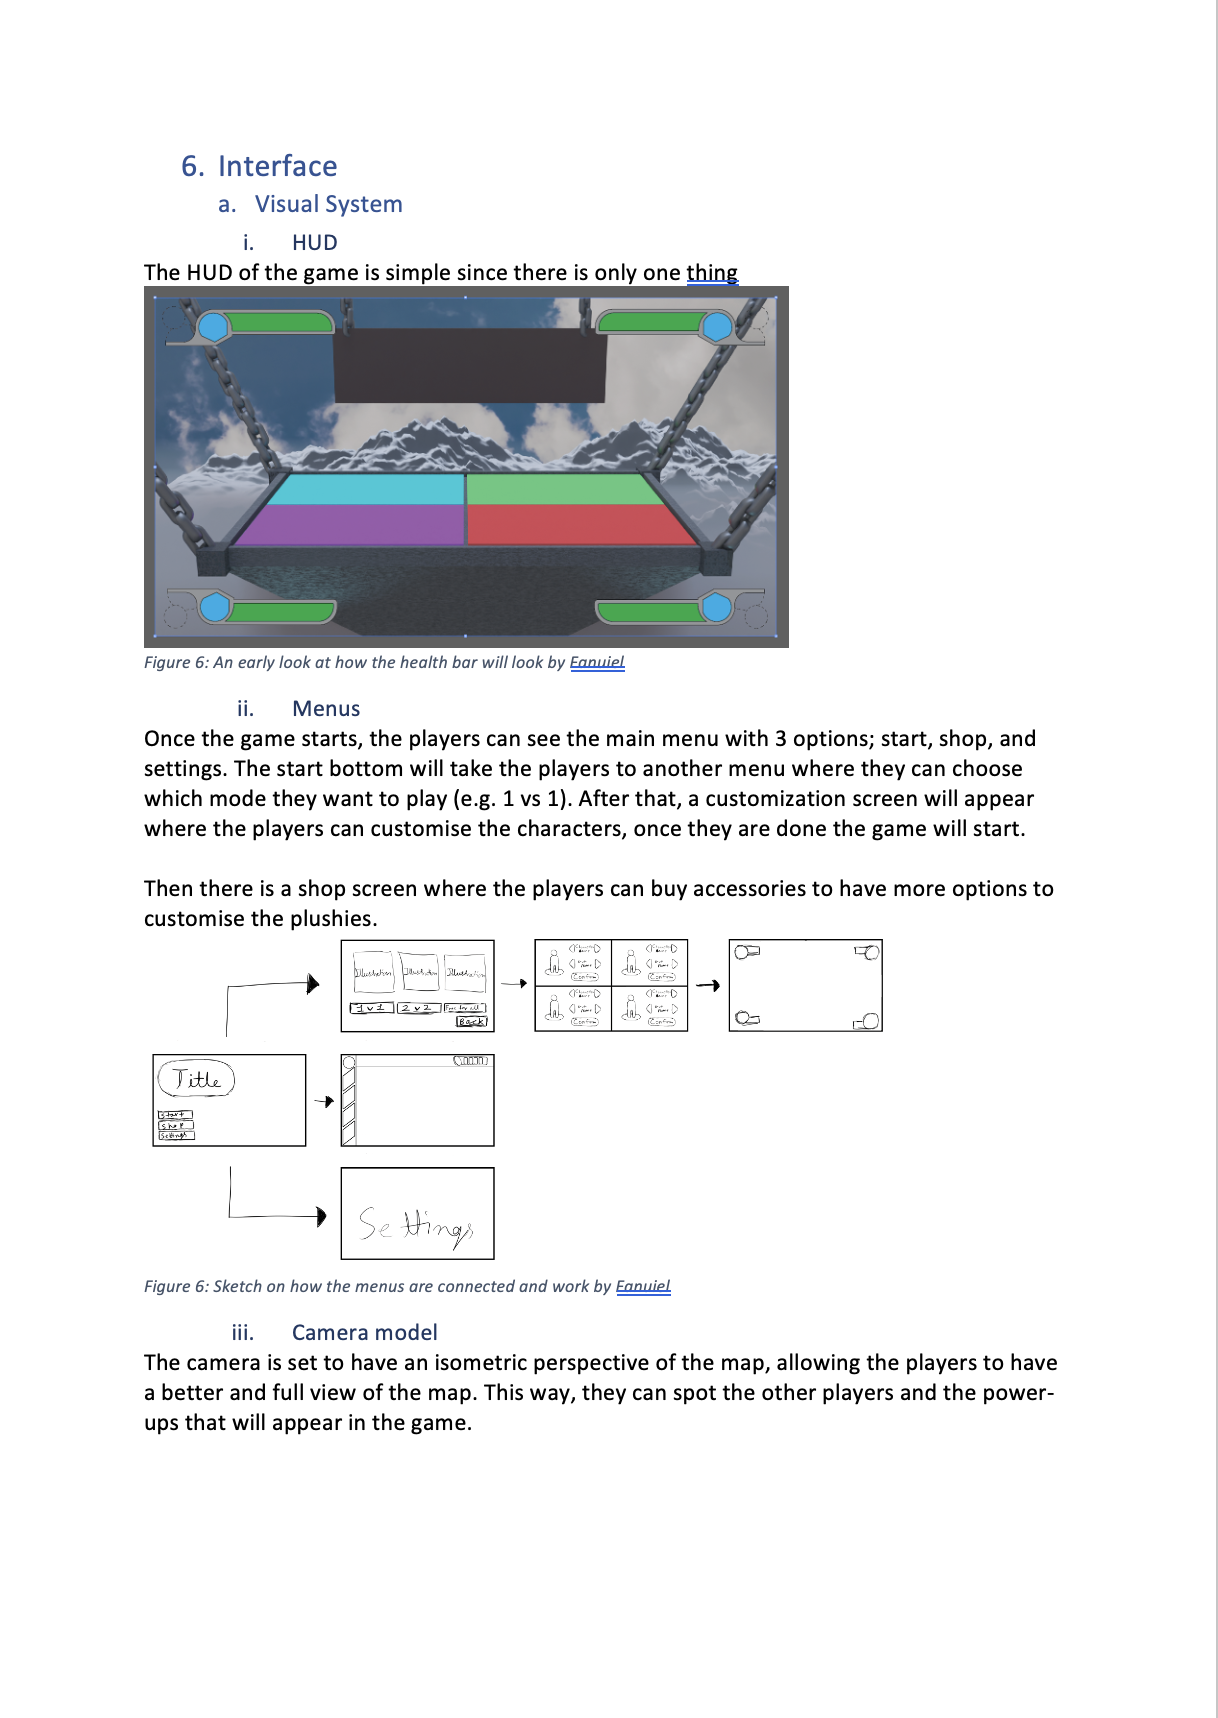 6. Interface
a. Visual System
i. HUD
The HUD of the game is simple since there is only one thing
Figure 6: An early look at how the health bar will look by Eanuiel
ii. Menus
Once the game starts, the players can see the main menu with 3 options; start, shop, and
settings. The start bottom will take the players to another menu where they can choose
which mode they want to play (e.g. 1 vs 1). After that, a customization screen will appear
where the players can customise the characters, once they are done the game will start.
Then there is a shop screen where the players can buy accessories to have more options to
customise the plushies.
Illustration Illustration Illustration
1v1 2v2 Free for all
Back
Confirm Confirm
Confirm Confirm
Title
Start
Shop
Settings
Settings
Figure 6: Sketch on how the menus are connected and work by Eanuiel
iii. Camera model
The camera is set to have an isometric perspective of the map, allowing the players to have
a better and full view of the map. This way, they can spot the other players and the power-
ups that will appear in the game.